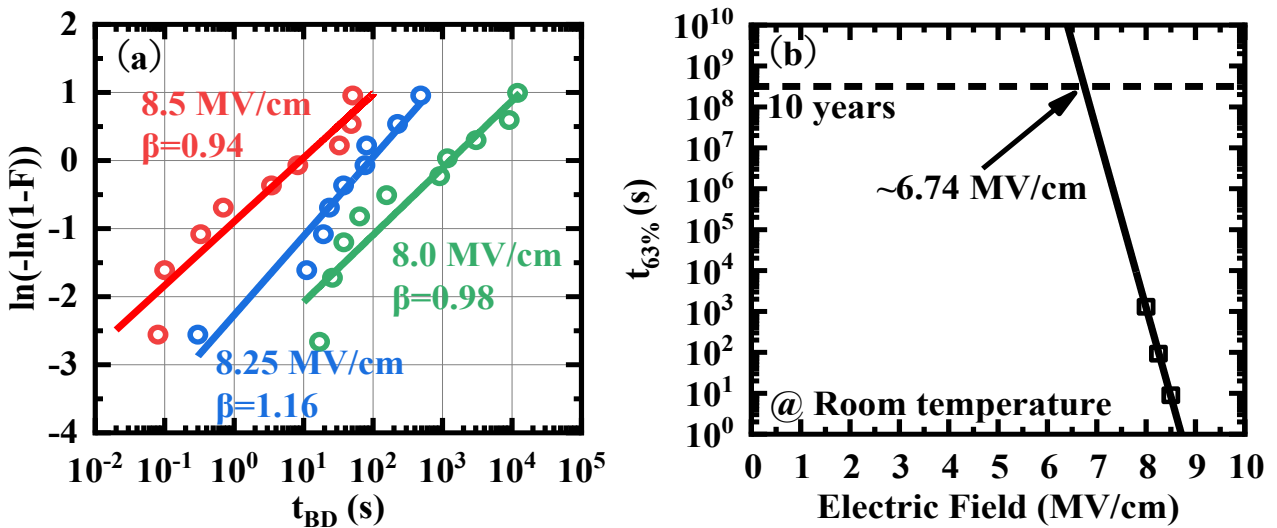 (a)
8.5 MV/cm
β=0.94
8.25 MV/cm
β=1.16
8.0 MV/cm
β=0.98
ln(-ln(1-F))
2
1
0
-1
-2
-3
-4
10^-2 10^-1 10^0 10^1 10^2 10^3 10^4 10^5
t_BD (s)
(b)
10 years
~6.74 MV/cm
@ Room temperature
t_63% (s)
10^10
10^9
10^8
10^7
10^6
10^5
10^4
10^3
10^2
10^1
10^0
0 1 2 3 4 5 6 7 8 9 10
Electric Field (MV/cm)